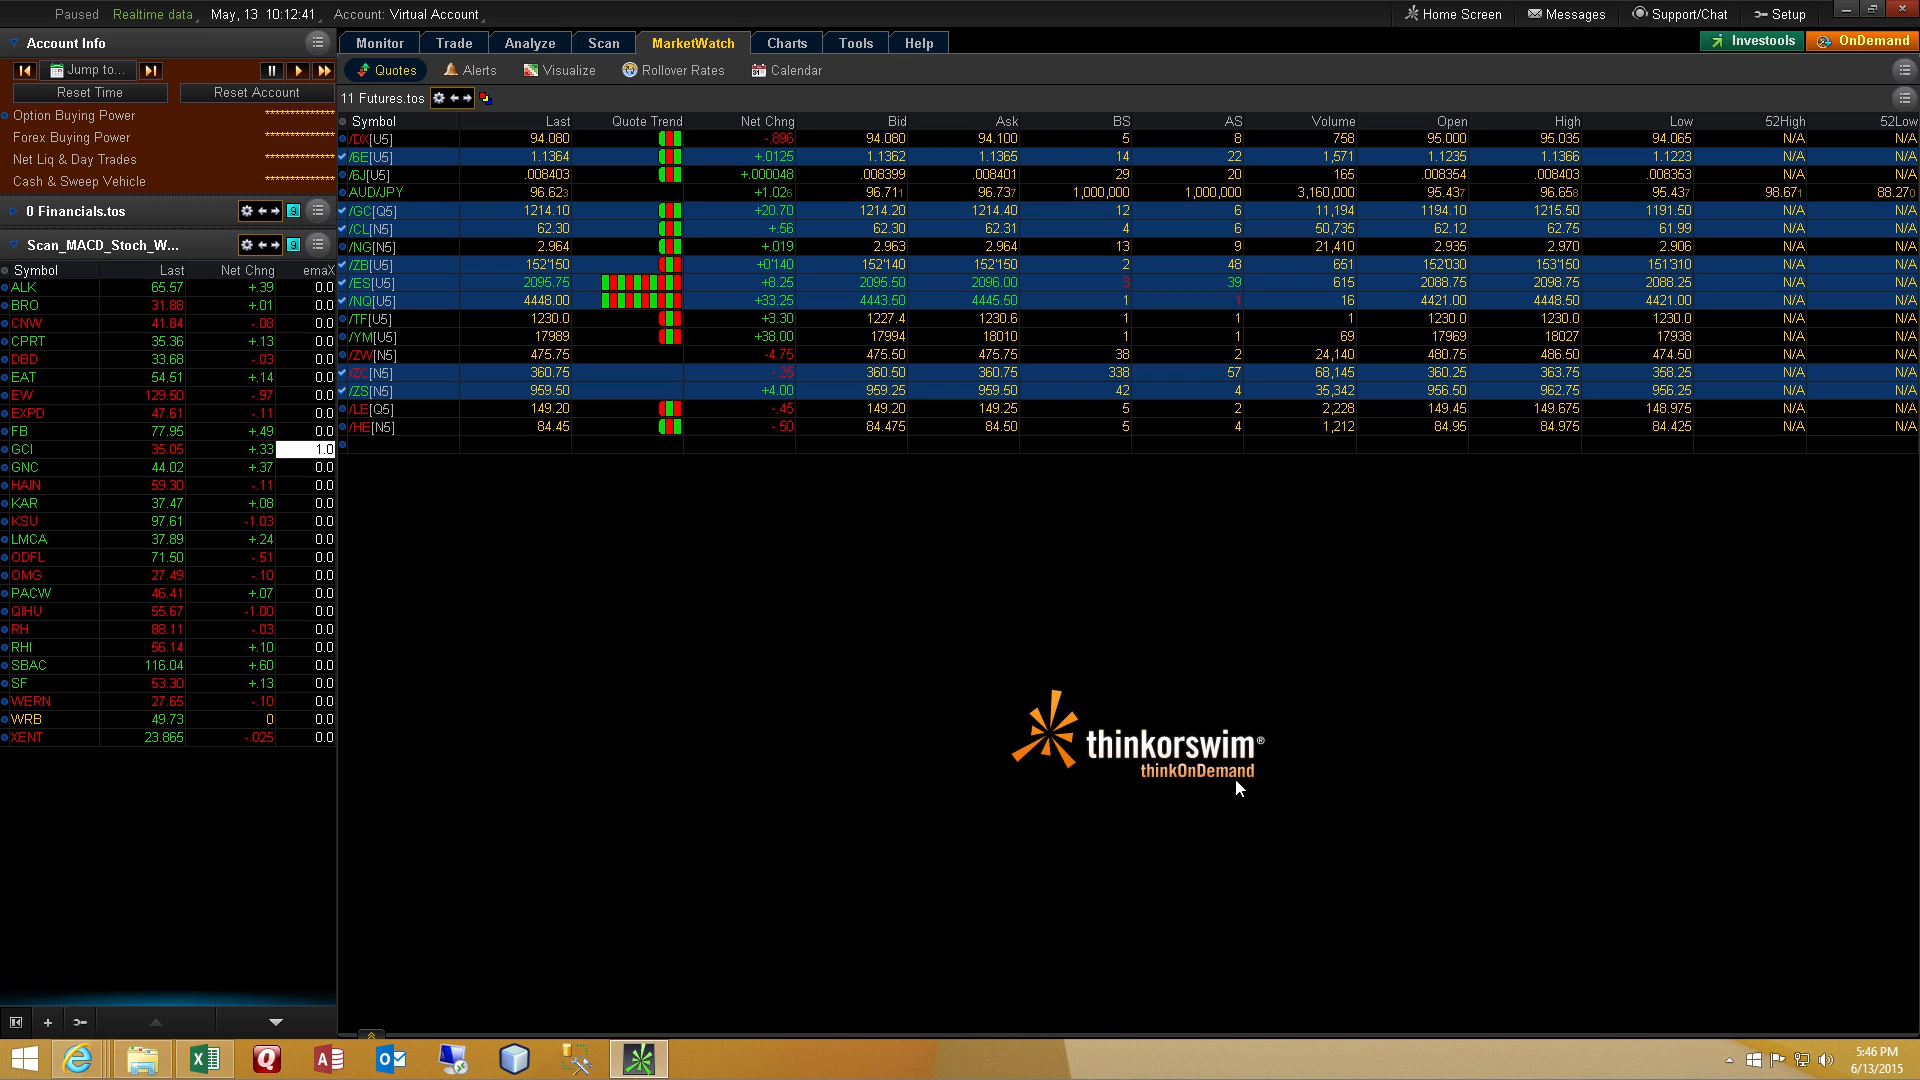 Paused Realtime data May, 13 10:12:41 Account: Virtual Account Home Screen Messages Support/Chat Setup
Account Info
Monitor Trade Analyze Scan MarketWatch Charts Tools Help
Investools OnDemand
Jump to...
Quotes Alerts Visualize Rollover Rates Calendar
Reset Time Reset Account
11 Futures.tos
Option Buying Power *************
Forex Buying Power *************
Net Liq & Day Trades *************
Cash & Sweep Vehicle *************
0 Financials.tos 9
Scan_MACD_Stoch_W... 9
Symbol Last Net Chng emaX
ALK 65.57 +.39 0.0
BRO 31.88 +.01 0.0
CNW 41.84 -.08 0.0
CPRT 35.36 +.13 0.0
DBD 33.68 -.03 0.0
EAT 54.51 +.14 0.0
EW 129.50 -.97 0.0
EXPD 47.61 -.11 0.0
FB 77.95 +.49 0.0
GCI 35.05 +.33 1.0
GNC 44.02 +.37 0.0
HAIN 59.30 -.11 0.0
KAR 37.47 +.08 0.0
KSU 97.61 -1.03 0.0
LMCA 37.89 +.24 0.0
ODFL 71.50 -.51 0.0
OMG 27.49 -.10 0.0
PACW 46.41 +.07 0.0
QIHU 55.67 -1.00 0.0
RH 88.11 -.03 0.0
RHI 56.14 +.10 0.0
SBAC 116.04 +.60 0.0
SF 53.30 +.13 0.0
WERN 27.65 -.10 0.0
WRB 49.73 0 0.0
XENT 23.865 -.025 0.0
Symbol Last Quote Trend Net Chng Bid Ask BS AS Volume Open High Low 52High 52Low
/DX[U5] 94.080 -.896 94.080 94.100 5 8 758 95.000 95.035 94.065 N/A N/A
/6E[U5] 1.1364 +.0125 1.1362 1.1365 14 22 1,571 1.1235 1.1366 1.1223 N/A N/A
/6J[U5] .008403 +.000048 .008399 .008401 29 20 165 .008354 .008403 .008353 N/A N/A
AUD/JPY 96.623 +1.026 96.711 96.737 1,000,000 1,000,000 3,160,000 95.437 96.658 95.437 98.671 88.270
/GC[Q5] 1214.10 +20.70 1214.20 1214.40 12 6 11,194 1194.10 1215.50 1191.50 N/A N/A
/CL[N5] 62.30 +.56 62.30 62.31 4 6 50,735 62.12 62.75 61.99 N/A N/A
/NG[N5] 2.964 +.019 2.963 2.964 13 9 21,410 2.935 2.970 2.906 N/A N/A
/ZB[U5] 152'150 +0'140 152'140 152'150 2 48 651 152'030 153'150 151'310 N/A N/A
/ES[U5] 2095.75 +8.25 2095.50 2096.00 3 39 615 2088.75 2098.75 2088.25 N/A N/A
/NQ[U5] 4448.00 +33.25 4443.50 4445.50 1 1 16 4421.00 4448.50 4421.00 N/A N/A
/TF[U5] 1230.0 +3.30 1227.4 1230.6 1 1 1 1230.0 1230.0 1230.0 N/A N/A
/YM[U5] 17989 +38.00 17994 18010 1 1 69 17969 18027 17938 N/A N/A
/ZW[N5] 475.75 -4.75 475.50 475.75 38 2 24,140 480.75 486.50 474.50 N/A N/A
/ZC[N5] 360.75 -.25 360.50 360.75 338 57 68,145 360.25 363.75 358.25 N/A N/A
/ZS[N5] 959.50 +4.00 959.25 959.50 42 4 35,342 956.50 962.75 956.25 N/A N/A
/LE[Q5] 149.20 -.45 149.20 149.25 5 2 2,228 149.45 149.675 148.975 N/A N/A
/HE[N5] 84.45 -.50 84.475 84.50 5 4 1,212 84.95 84.975 84.425 N/A N/A
thinkorswim®
thinkOnDemand
5:46 PM
6/13/2015